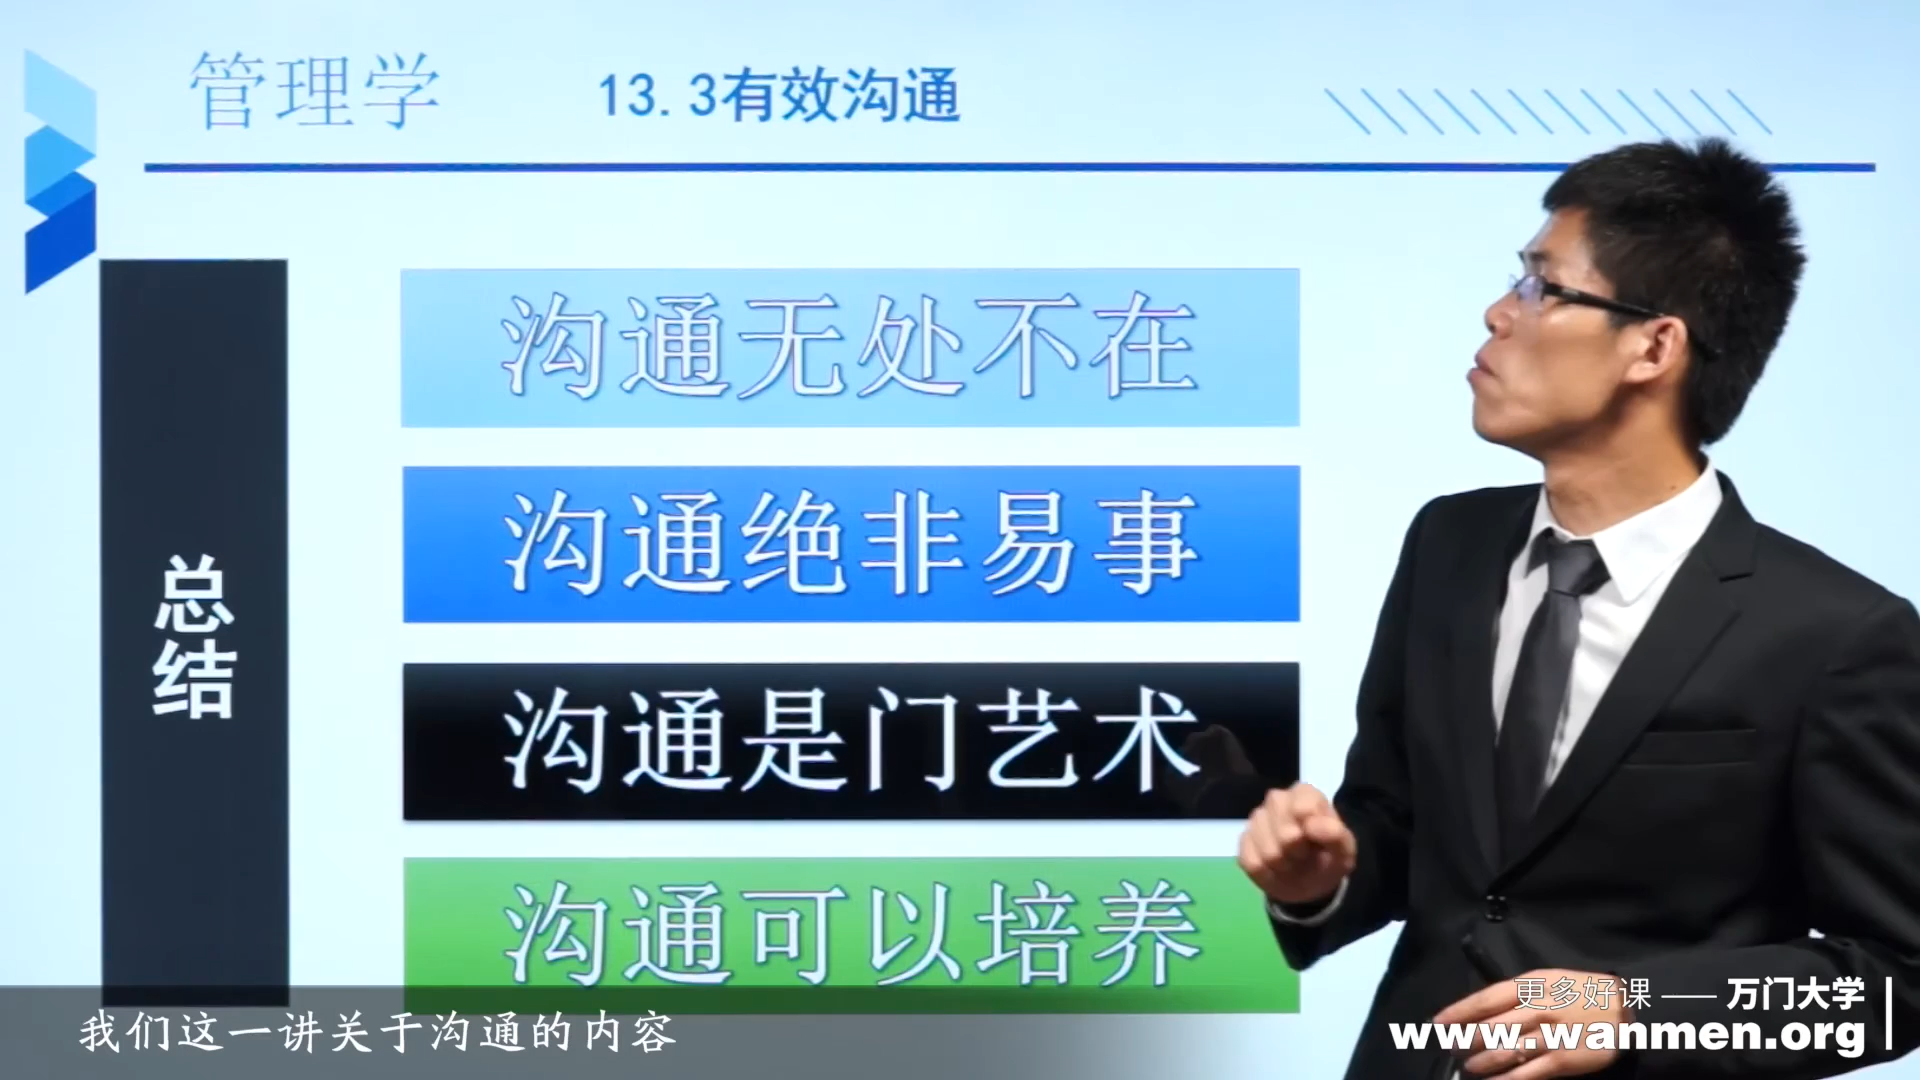 管理学
13.3有效沟通
总结
沟通无处不在
沟通绝非易事
沟通是门艺术
沟通可以培养
我们这一讲关于沟通的内容
更多好课 —— 万门大学
www.wanmen.org